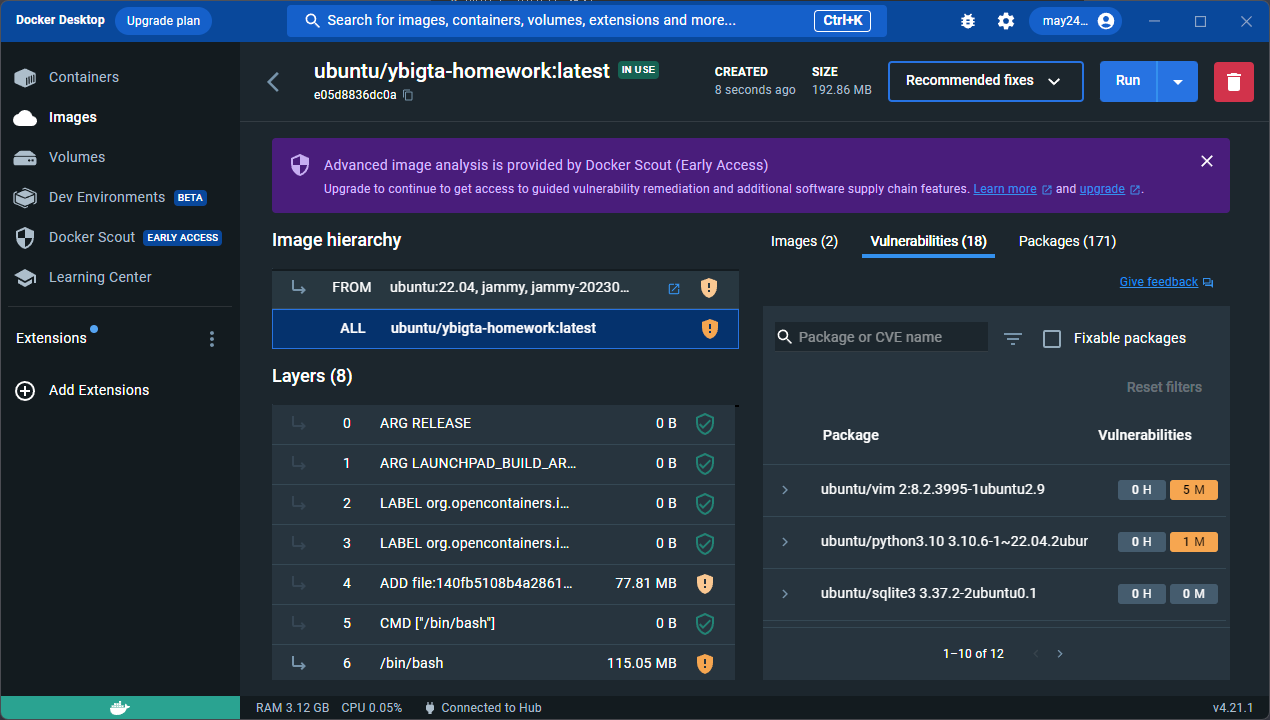 Docker Desktop
Upgrade plan
Search for images, containers, volumes, extensions and more...
Ctrl+K
may24...
Containers
Images
Volumes
Dev Environments BETA
Docker Scout EARLY ACCESS
Learning Center
Extensions
Add Extensions
ubuntu/ybigta-homework:latest IN USE
e05d8836dc0a
CREATED
8 seconds ago
SIZE
192.86 MB
Recommended fixes
Run
Advanced image analysis is provided by Docker Scout (Early Access)
Upgrade to continue to get access to guided vulnerability remediation and additional software supply chain features. Learn more and upgrade .
Image hierarchy
FROM ubuntu:22.04, jammy, jammy-20230...
ALL ubuntu/ybigta-homework:latest
Layers (8)
0 ARG RELEASE 0 B
1 ARG LAUNCHPAD_BUILD_AR... 0 B
2 LABEL org.opencontainers.i... 0 B
3 LABEL org.opencontainers.i... 0 B
4 ADD file:140fb5108b4a2861... 77.81 MB
5 CMD ["/bin/bash"] 0 B
6 /bin/bash 115.05 MB
Images (2)
Vulnerabilities (18)
Packages (171)
Give feedback
Package or CVE name
Fixable packages
Reset filters
Package Vulnerabilities
ubuntu/vim 2:8.2.3995-1ubuntu2.9 0 H 5 M
ubuntu/python3.10 3.10.6-1~22.04.2ubur 0 H 1 M
ubuntu/sqlite3 3.37.2-2ubuntu0.1 0 H 0 M
1–10 of 12
RAM 3.12 GB CPU 0.05% Connected to Hub
v4.21.1